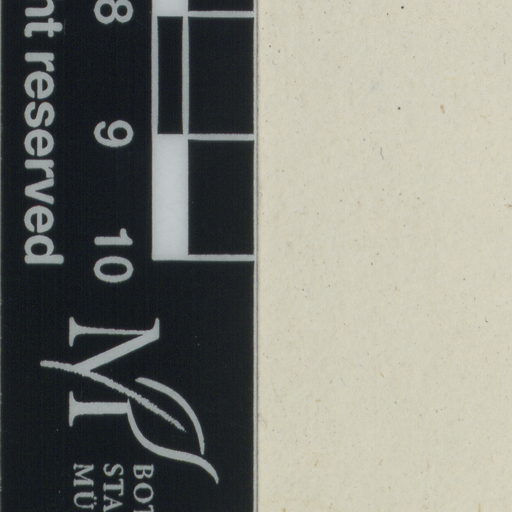 8 9 10
nt reserved
M
BOT
STA
MÜ